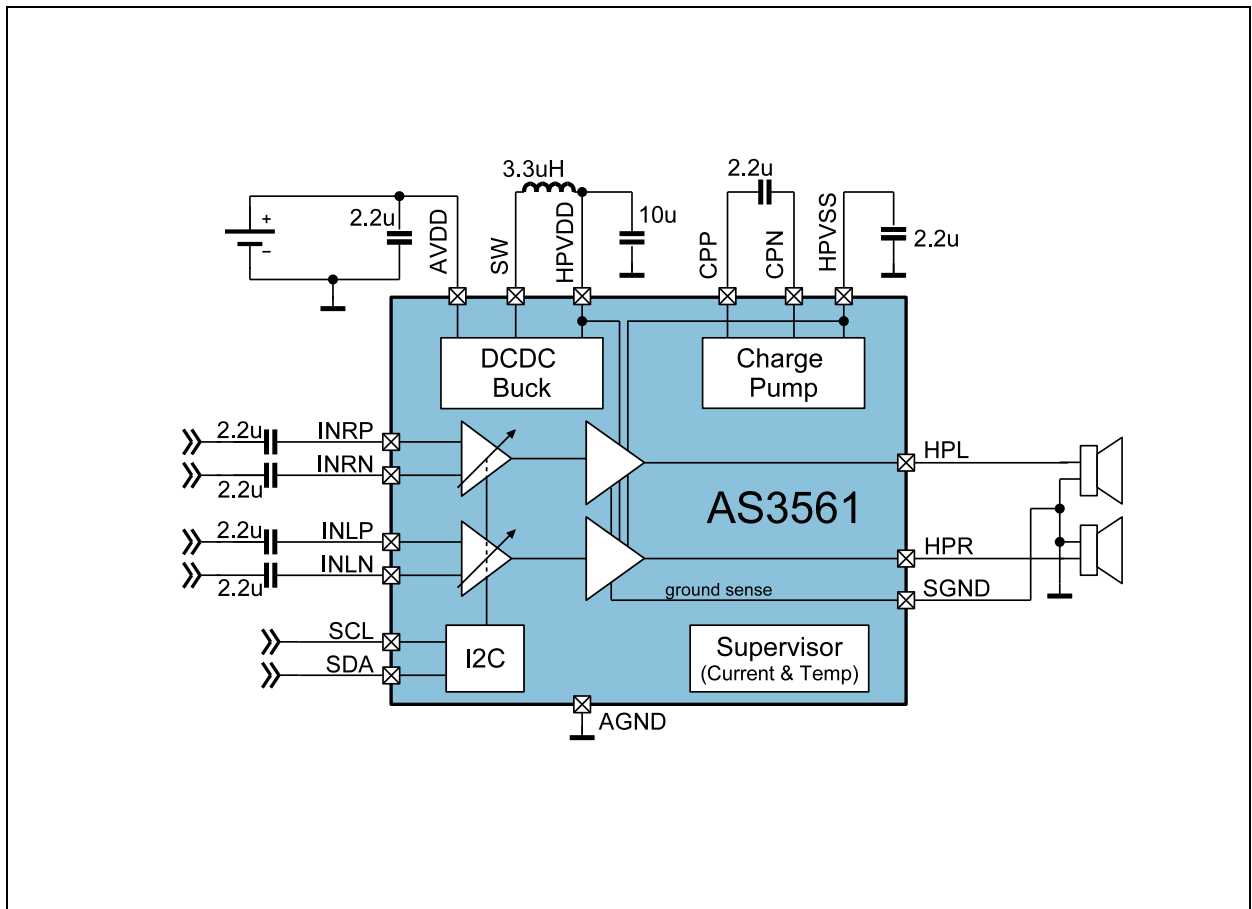 3.3uH
2.2u
2.2u
10u
2.2u
+
−
AVDD
SW
HPVDD
CPP
CPN
HPVSS
DCDC
Buck
Charge
Pump
2.2u
INRP
INRN
2.2u
HPL
AS3561
2.2u
INLP
INLN
2.2u
HPR
ground sense
SGND
SCL
SDA
I2C
Supervisor
(Current & Temp)
AGND